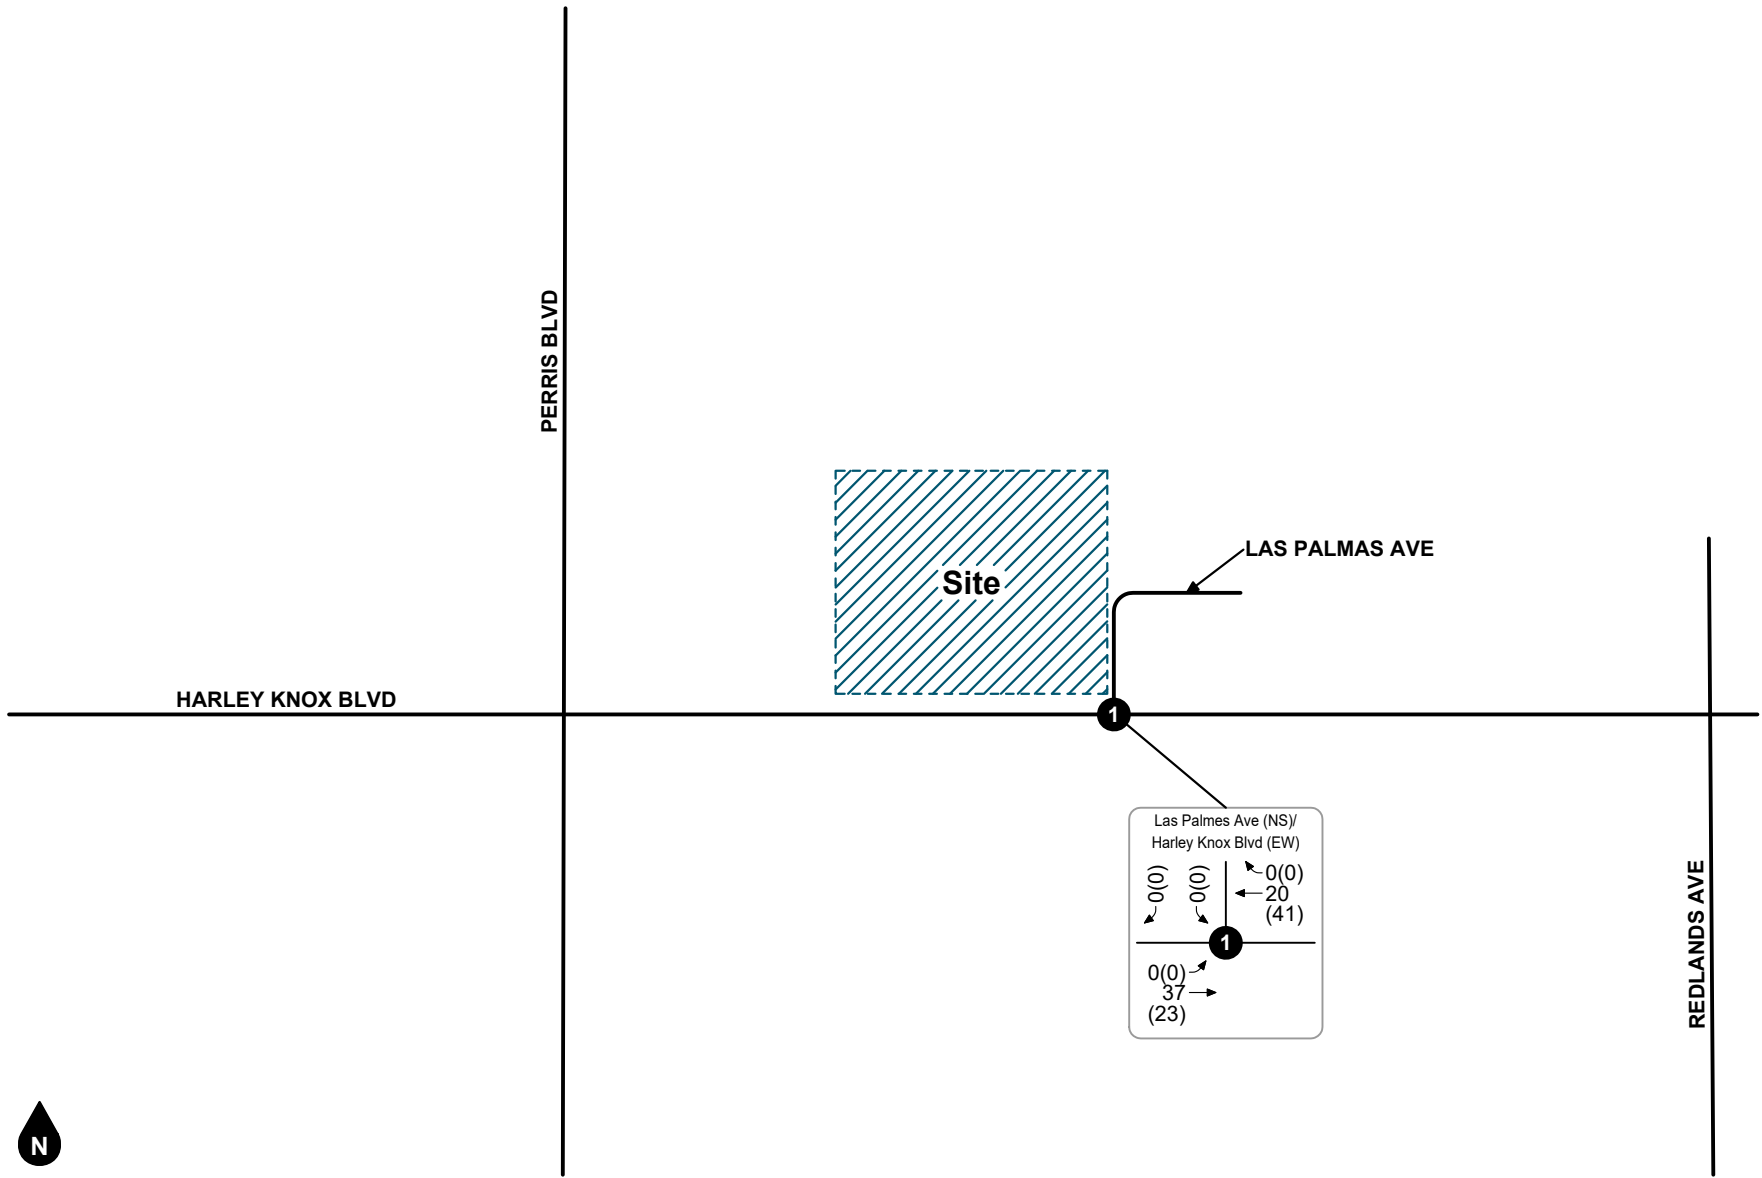 PERRIS BLVD
LAS PALMAS AVE
Site
HARLEY KNOX BLVD
1
Las Palmes Ave (NS)/
Harley Knox Blvd (EW)
0(0)
0(0)
0(0)
20
(41)
1
0(0)
37
(23)
REDLANDS AVE
N